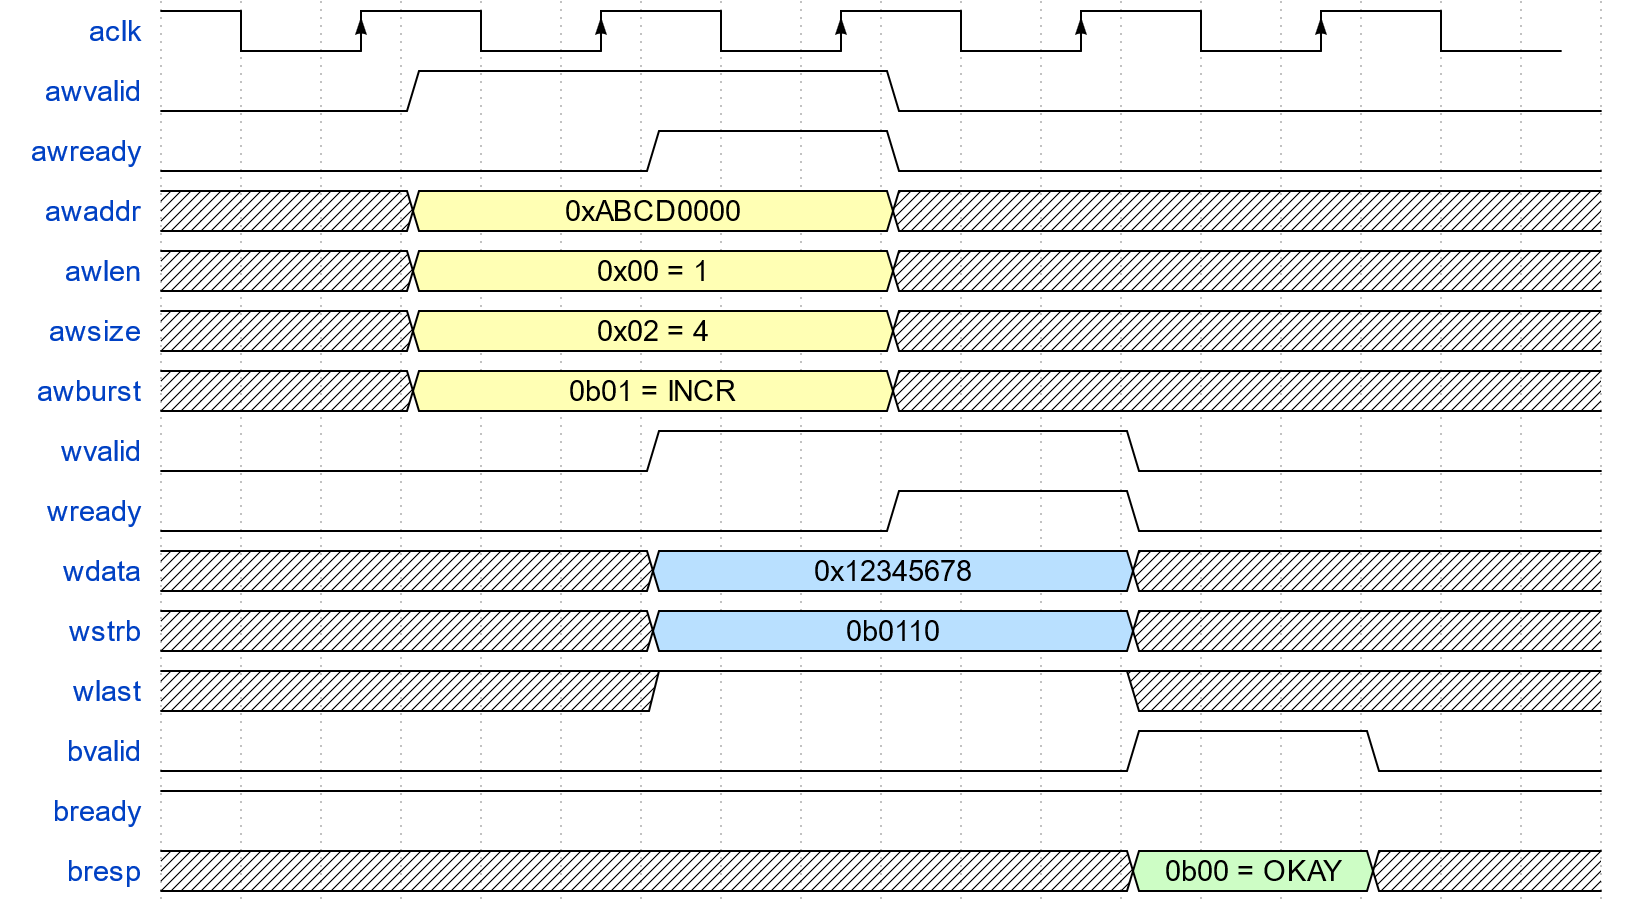 aclk
awvalid
awready
awaddr 0xABCD0000
awlen 0x00 = 1
awsize 0x02 = 4
awburst 0b01 = INCR
wvalid
wready
wdata 0x12345678
wstrb 0b0110
wlast
bvalid
bready
bresp 0b00 = OKAY